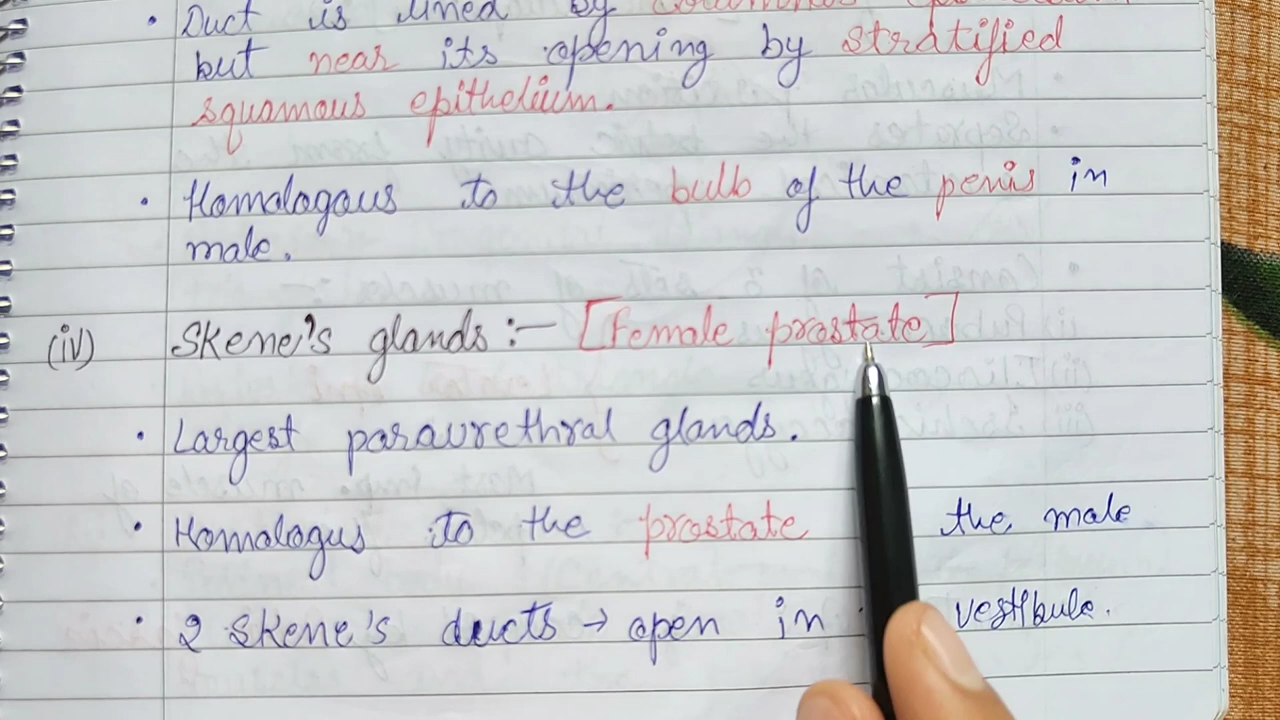 • Duct is lined by
but near its opening by stratified
squamous epithelium.
• Homalogous to the bulb of the penis in
male.
(iv) Skene's glands :- [Female prostate]
• Largest paraurethral glands.
• Homalogus to the prostate the male
• 2 Skene's ducts → open in vestibule.